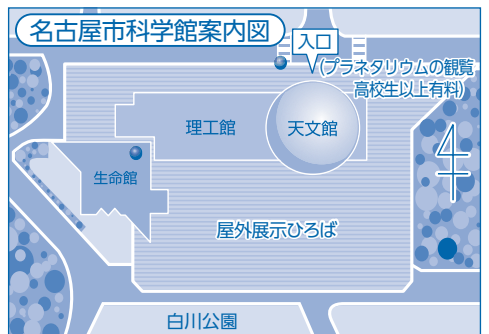 名古屋市科学館案内図
入口
(プラネタリウムの観覧
高校生以上有料)
理工館
天文館
生命館
屋外展示ひろば
白川公園